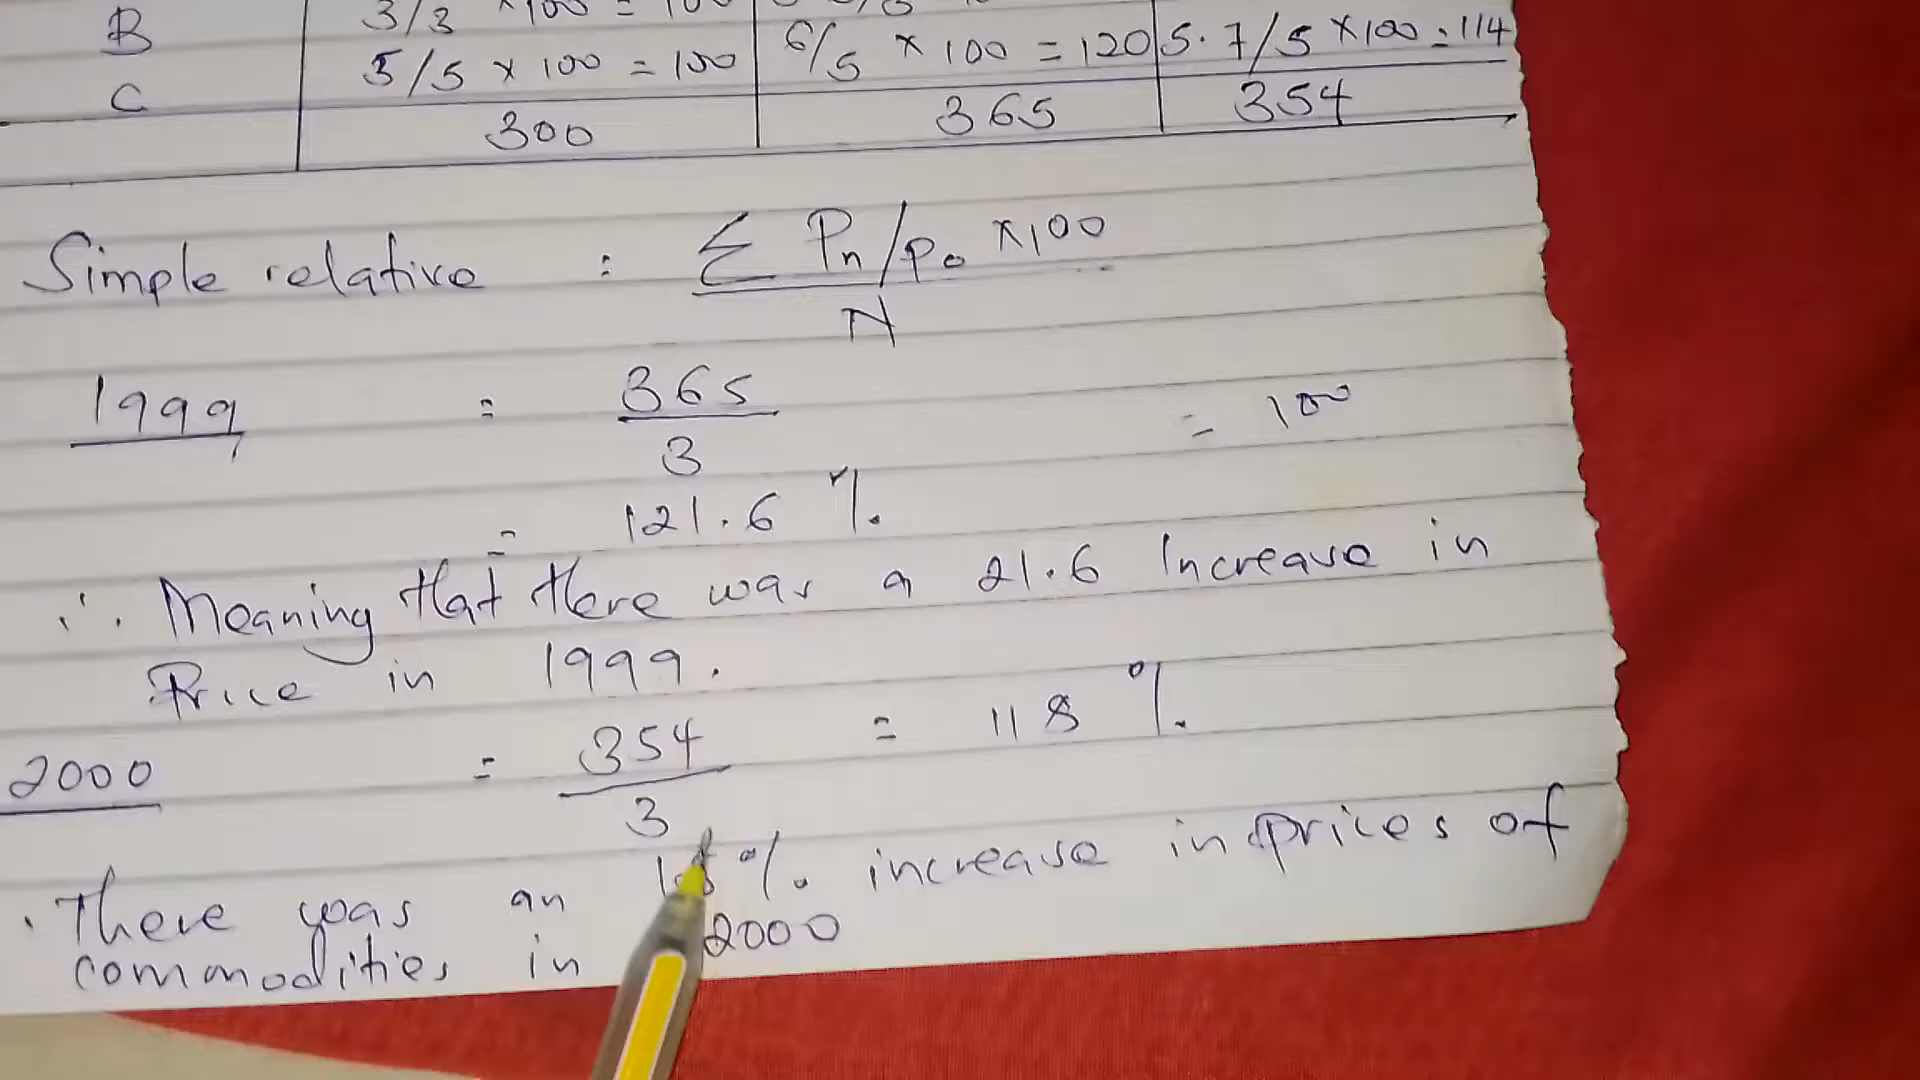 B 3/3 ×100 = 100
C 5/5 × 100 = 100 6/5 × 100 = 120 5.7/5 ×100 = 114
300 365 354
Simple relative : Σ Pn/Po ×100
N
1999 = 365 = 100
3
= 121.6 %
∴ Meaning that there was a 21.6 Increase in
Price in 1999.
2000 = 354 = 118 %
3
There was an 18 % increase in prices of
commodities in 2000